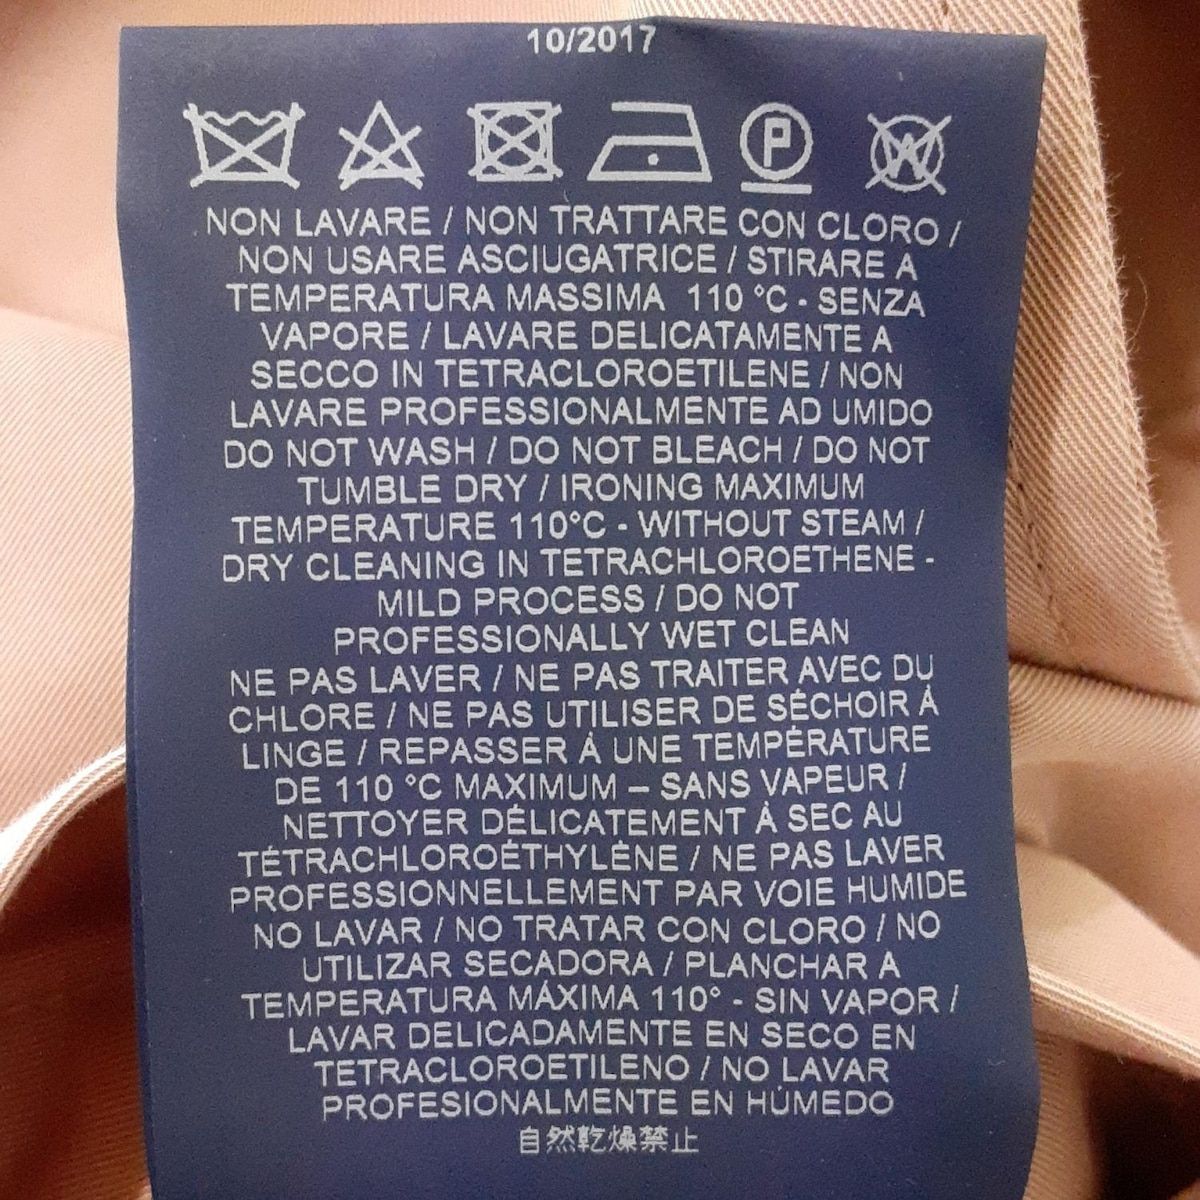 10/2017
P
W
NON LAVARE / NON TRATTARE CON CLORO /
NON USARE ASCIUGATRICE / STIRARE A
TEMPERATURA MASSIMA 110 °C - SENZA
VAPORE / LAVARE DELICATAMENTE A
SECCO IN TETRACLOROETILENE / NON
LAVARE PROFESSIONALMENTE AD UMIDO
DO NOT WASH / DO NOT BLEACH / DO NOT
TUMBLE DRY / IRONING MAXIMUM
TEMPERATURE 110°C - WITHOUT STEAM /
DRY CLEANING IN TETRACHLOROETHENE -
MILD PROCESS / DO NOT
PROFESSIONALLY WET CLEAN
NE PAS LAVER / NE PAS TRAITER AVEC DU
CHLORE / NE PAS UTILISER DE SÉCHOIR À
LINGE / REPASSER À UNE TEMPÉRATURE
DE 110 °C MAXIMUM – SANS VAPEUR /
NETTOYER DÉLICATEMENT À SEC AU
TÉTRACHLOROÉTHYLÈNE / NE PAS LAVER
PROFESSIONNELLEMENT PAR VOIE HUMIDE
NO LAVAR / NO TRATAR CON CLORO / NO
UTILIZAR SECADORA / PLANCHAR A
TEMPERATURA MÁXIMA 110° - SIN VAPOR /
LAVAR DELICADAMENTE EN SECO EN
TETRACLOROETILENO / NO LAVAR
PROFESIONALMENTE EN HÚMEDO
自然乾燥禁止